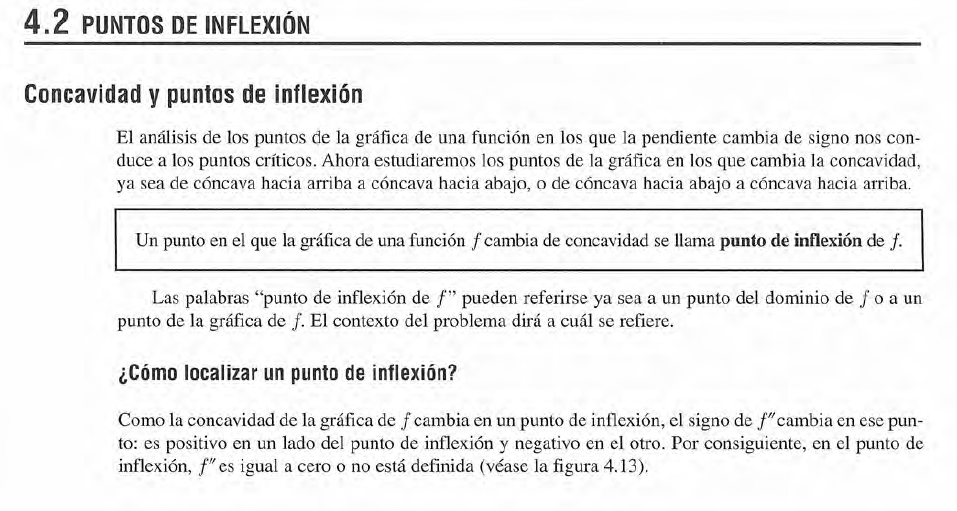 4.2 PUNTOS DE INFLEXIÓN
Concavidad y puntos de inflexión
El análisis de los puntos de la gráfica de una función en los que la pendiente cambia de signo nos con-
duce a los puntos críticos. Ahora estudiaremos los puntos de la gráfica en los que cambia la concavidad,
ya sea de cóncava hacia arriba a cóncava hacia abajo, o de cóncava hacia abajo a cóncava hacia arriba.
Un punto en el que la gráfica de una función f cambia de concavidad se llama punto de inflexión de f.
Las palabras “punto de inflexión de f” pueden referirse ya sea a un punto del dominio de f o a un
punto de la gráfica de f. El contexto del problema dirá a cuál se refiere.
¿Cómo localizar un punto de inflexión?
Como la concavidad de la gráfica de f cambia en un punto de inflexión, el signo de f″ cambia en ese pun-
to: es positivo en un lado del punto de inflexión y negativo en el otro. Por consiguiente, en el punto de
inflexión, f″ es igual a cero o no está definida (véase la figura 4.13).